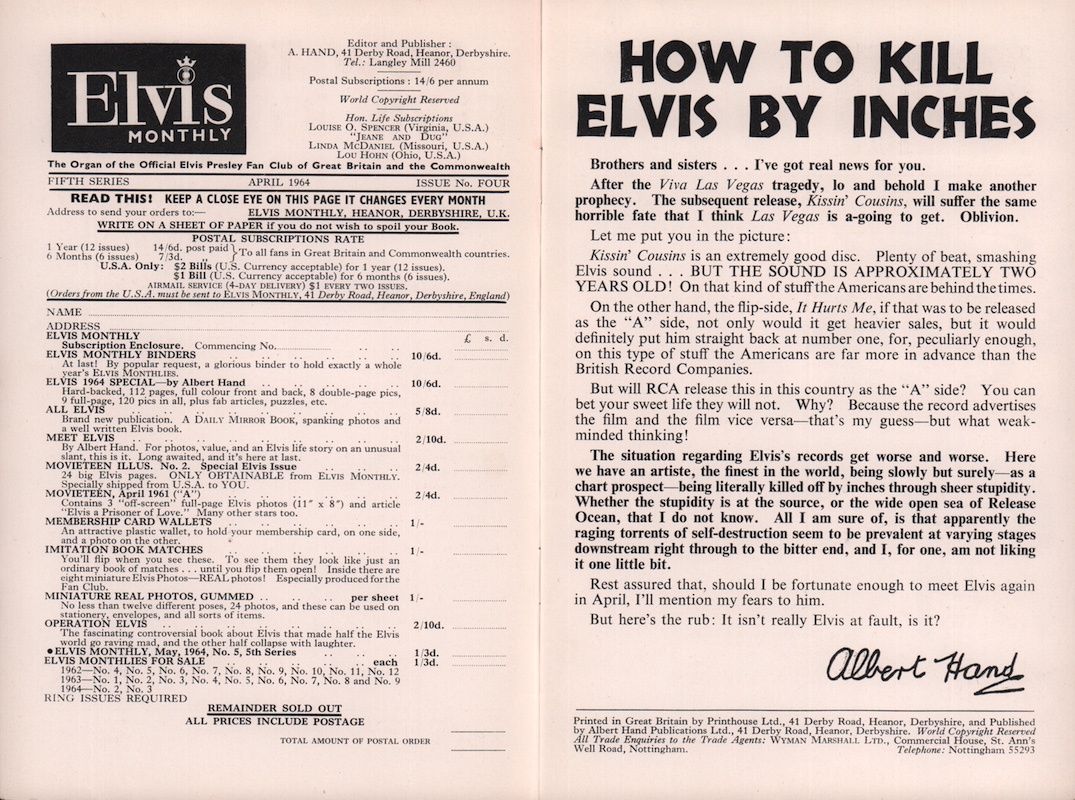 Elvis
MONTHLY
Editor and Publisher :
A. HAND, 41 Derby Road, Heanor, Derbyshire.
Tel.: Langley Mill 2460
Postal Subscriptions : 14/6 per annum
World Copyright Reserved
Hon. Life Subscriptions
LOUISE O. SPENCER (Virginia, U.S.A.)
"JEANE AND DUG"
LINDA MCDANIEL (Missouri, U.S.A.)
LOU HOHN (Ohio, U.S.A.)
The Organ of the Official Elvis Presley Fan Club of Great Britain and the Commonwealth
FIFTH SERIES APRIL 1964 ISSUE No. FOUR
READ THIS! KEEP A CLOSE EYE ON THIS PAGE IT CHANGES EVERY MONTH
Address to send your orders to:— ELVIS MONTHLY, HEANOR, DERBYSHIRE, U.K.
WRITE ON A SHEET OF PAPER if you do not wish to spoil your Book.
POSTAL SUBSCRIPTIONS RATE
1 Year (12 issues) 14/6d. post paid } To all fans in Great Britain and Commonwealth countries.
6 Months (6 issues) 7/3d. ,, }
U.S.A. Only: $2 Bills (U.S. Currency acceptable) for 1 year (12 issues).
$1 Bill (U.S. Currency acceptable) for 6 months (6 issues).
AIRMAIL SERVICE (4-DAY DELIVERY) $1 EVERY TWO ISSUES.
(Orders from the U.S.A. must be sent to ELVIS MONTHLY, 41 Derby Road, Heanor, Derbyshire, England)
NAME
ADDRESS
ELVIS MONTHLY £ s. d.
Subscription Enclosure. Commencing No. .. ..
ELVIS MONTHLY BINDERS .. .. .. .. .. 10/6d.
At last! By popular request, a glorious binder to hold exactly a whole
year's ELVIS MONTHLIES.
ELVIS 1964 SPECIAL—by Albert Hand .. .. .. .. 10/6d.
Hard-backed, 112 pages, full colour front and back, 8 double-page pics,
9 full-page, 120 pics in all, plus fab articles, puzzles, etc.
ALL ELVIS .. .. .. .. .. .. .. 5/8d.
Brand new publication. A DAILY MIRROR BOOK, spanking photos and
a well written Elvis book.
MEET ELVIS .. .. .. .. .. .. .. 2/10d.
By Albert Hand. For photos, value, and an Elvis life story on an unusual
slant, this is it. Long awaited, and it's here at last.
MOVIETEEN ILLUS. No. 2. Special Elvis Issue .. .. .. 2/4d.
24 big Elvis pages. ONLY OBTAINABLE from ELVIS MONTHLY.
Specially shipped from U.S.A. to YOU.
MOVIETEEN, April 1961 ("A") .. .. .. .. .. 2/4d.
Contains 3 "off-screen" full-page Elvis photos (11″ x 8″) and article
"Elvis a Prisoner of Love." Many other stars too.
MEMBERSHIP CARD WALLETS .. .. .. .. .. 1/-
An attractive plastic wallet, to hold your membership card, on one side,
and a photo on the other.
IMITATION BOOK MATCHES .. .. .. .. .. 1/-
You'll flip when you see these. To see them they look just like an
ordinary book of matches . . . until you flip them open! Inside there are
eight miniature Elvis Photos—REAL photos! Especially produced for the
Fan Club.
MINIATURE REAL PHOTOS, GUMMED .. .. .. per sheet 1/-
No less than twelve different poses, 24 photos, and these can be used on
stationery, envelopes, and all sorts of items.
OPERATION ELVIS .. .. .. .. .. .. 2/10d.
The fascinating controversial book about Elvis that made half the Elvis
world go raving mad, and the other half collapse with laughter.
●ELVIS MONTHLY, May, 1964, No. 5, 5th Series .. .. .. 1/3d.
ELVIS MONTHLIES FOR SALE .. .. .. .. each 1/3d.
1962—No. 4, No. 5, No. 6, No. 7, No. 8, No. 9, No. 10, No. 11, No. 12
1963—No. 1, No. 2, No. 3, No. 4, No. 5, No. 6, No. 7, No. 8 and No. 9
1964—No. 2, No. 3
RING ISSUES REQUIRED
REMAINDER SOLD OUT
ALL PRICES INCLUDE POSTAGE
TOTAL AMOUNT OF POSTAL ORDER
HOW TO KILL
ELVIS BY INCHES
Brothers and sisters . . . I've got real news for you.
After the Viva Las Vegas tragedy, lo and behold I make another
prophecy. The subsequent release, Kissin' Cousins, will suffer the same
horrible fate that I think Las Vegas is a-going to get. Oblivion.
Let me put you in the picture:
Kissin' Cousins is an extremely good disc. Plenty of beat, smashing
Elvis sound . . . BUT THE SOUND IS APPROXIMATELY TWO
YEARS OLD! On that kind of stuff the Americans are behind the times.
On the other hand, the flip-side, It Hurts Me, if that was to be released
as the "A" side, not only would it get heavier sales, but it would
definitely put him straight back at number one, for, peculiarly enough,
on this type of stuff the Americans are far more in advance than the
British Record Companies.
But will RCA release this in this country as the "A" side? You can
bet your sweet life they will not. Why? Because the record advertises
the film and the film vice versa—that's my guess—but what weak-
minded thinking!
The situation regarding Elvis's records get worse and worse. Here
we have an artiste, the finest in the world, being slowly but surely—as a
chart prospect—being literally killed off by inches through sheer stupidity.
Whether the stupidity is at the source, or the wide open sea of Release
Ocean, that I do not know. All I am sure of, is that apparently the
raging torrents of self-destruction seem to be prevalent at varying stages
downstream right through to the bitter end, and I, for one, am not liking
it one little bit.
Rest assured that, should I be fortunate enough to meet Elvis again
in April, I'll mention my fears to him.
But here's the rub: It isn't really Elvis at fault, is it?
Albert Hand
Printed in Great Britain by Printhouse Ltd., 41 Derby Road, Heanor, Derbyshire, and Published
by Albert Hand Publications Ltd., 41 Derby Road, Heanor, Derbyshire. World Copyright Reserved
All Trade Enquiries to the Trade Agents: WYMAN MARSHALL LTD., Commercial House, St. Ann's
Well Road, Nottingham. Telephone: Nottingham 55293